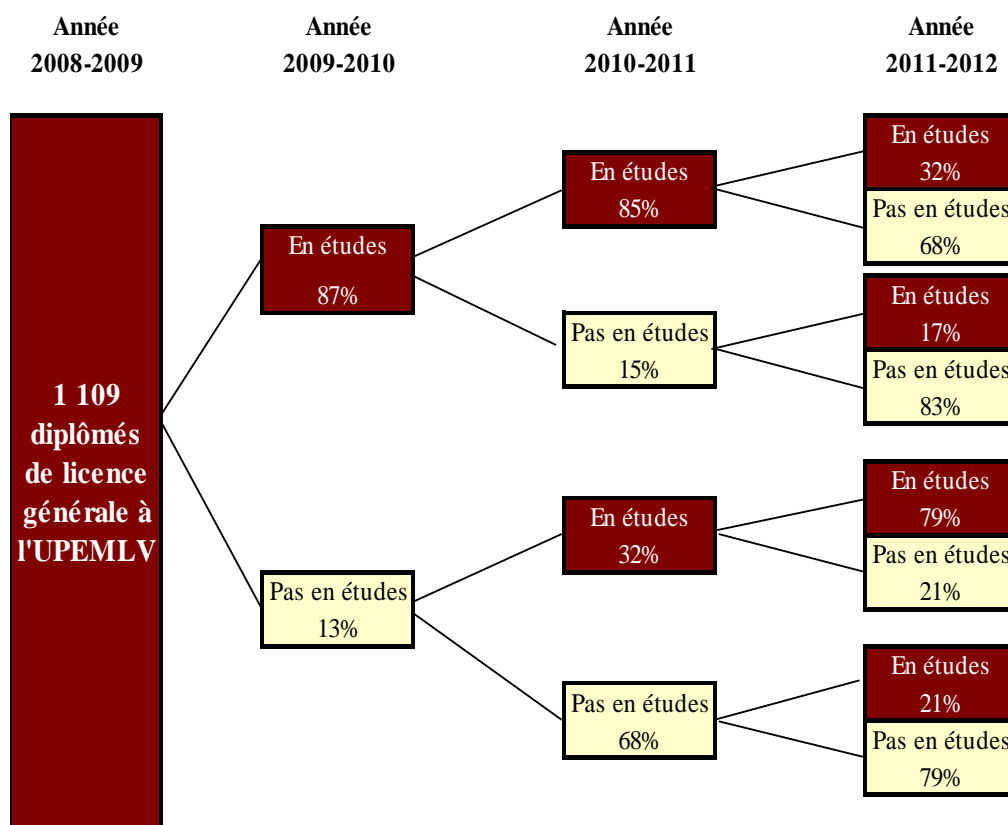 Année
2008-2009
Année
2009-2010
Année
2010-2011
Année
2011-2012
1 109
diplômés
de licence
générale à
l'UPEMLV
En études
87%
Pas en études
13%
En études
85%
Pas en études
15%
En études
32%
Pas en études
68%
En études
32%
Pas en études
68%
En études
17%
Pas en études
83%
En études
79%
Pas en études
21%
En études
21%
Pas en études
79%